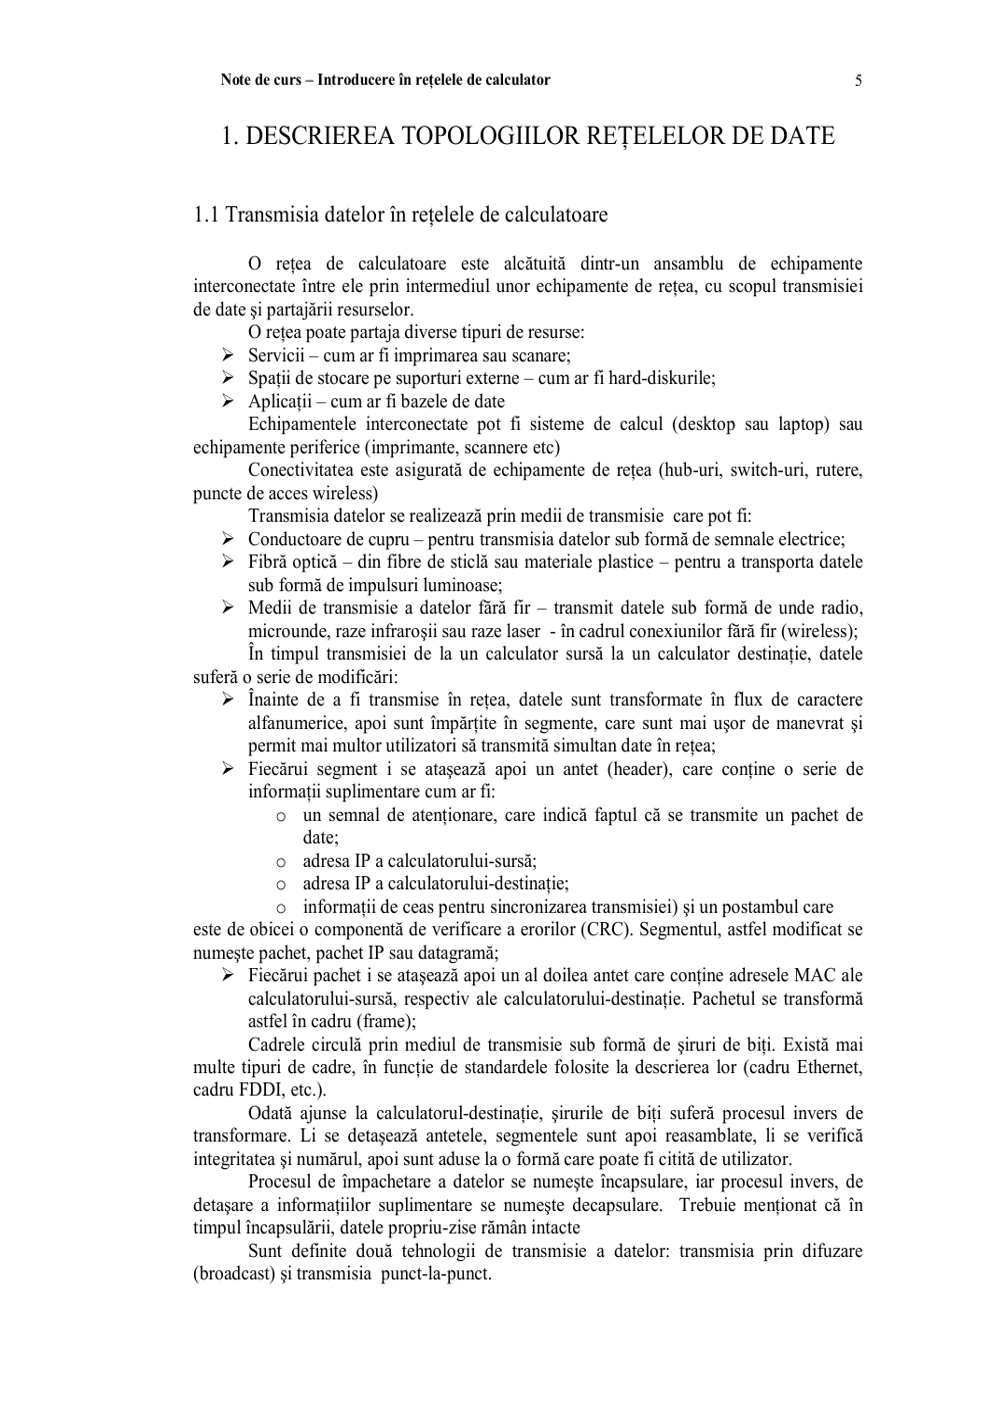 Note de curs – Introducere în rețelele de calculator 5
1. DESCRIEREA TOPOLOGIILOR REȚELELOR DE DATE
1.1 Transmisia datelor în rețelele de calculatoare
O rețea de calculatoare este alcătuită dintr-un ansamblu de echipamente
interconectate între ele prin intermediul unor echipamente de rețea, cu scopul transmisiei
de date şi partajării resurselor.
O rețea poate partaja diverse tipuri de resurse:
➢ Servicii – cum ar fi imprimarea sau scanare;
➢ Spații de stocare pe suporturi externe – cum ar fi hard-diskurile;
➢ Aplicații – cum ar fi bazele de date
Echipamentele interconectate pot fi sisteme de calcul (desktop sau laptop) sau
echipamente periferice (imprimante, scannere etc)
Conectivitatea este asigurată de echipamente de rețea (hub-uri, switch-uri, rutere,
puncte de acces wireless)
Transmisia datelor se realizează prin medii de transmisie care pot fi:
➢ Conductoare de cupru – pentru transmisia datelor sub formă de semnale electrice;
➢ Fibră optică – din fibre de sticlă sau materiale plastice – pentru a transporta datele
sub formă de impulsuri luminoase;
➢ Medii de transmisie a datelor fără fir – transmit datele sub formă de unde radio,
microunde, raze infraroşii sau raze laser - în cadrul conexiunilor fără fir (wireless);
În timpul transmisiei de la un calculator sursă la un calculator destinație, datele
suferă o serie de modificări:
➢ Înainte de a fi transmise în rețea, datele sunt transformate în flux de caractere
alfanumerice, apoi sunt împărțite în segmente, care sunt mai uşor de manevrat şi
permit mai multor utilizatori să transmită simultan date în rețea;
➢ Fiecărui segment i se ataşează apoi un antet (header), care conține o serie de
informații suplimentare cum ar fi:
o un semnal de atenționare, care indică faptul că se transmite un pachet de
date;
o adresa IP a calculatorului-sursă;
o adresa IP a calculatorului-destinație;
o informații de ceas pentru sincronizarea transmisiei) şi un postambul care
este de obicei o componentă de verificare a erorilor (CRC). Segmentul, astfel modificat se
numeşte pachet, pachet IP sau datagramă;
➢ Fiecărui pachet i se ataşează apoi un al doilea antet care conține adresele MAC ale
calculatorului-sursă, respectiv ale calculatorului-destinație. Pachetul se transformă
astfel în cadru (frame);
Cadrele circulă prin mediul de transmisie sub formă de şiruri de biți. Există mai
multe tipuri de cadre, în funcție de standardele folosite la descrierea lor (cadru Ethernet,
cadru FDDI, etc.).
Odată ajunse la calculatorul-destinație, şirurile de biți suferă procesul invers de
transformare. Li se detaşează antetele, segmentele sunt apoi reasamblate, li se verifică
integritatea şi numărul, apoi sunt aduse la o formă care poate fi citită de utilizator.
Procesul de împachetare a datelor se numeşte încapsulare, iar procesul invers, de
detaşare a informațiilor suplimentare se numeşte decapsulare. Trebuie menționat că în
timpul încapsulării, datele propriu-zise rămân intacte
Sunt definite două tehnologii de transmisie a datelor: transmisia prin difuzare
(broadcast) şi transmisia punct-la-punct.